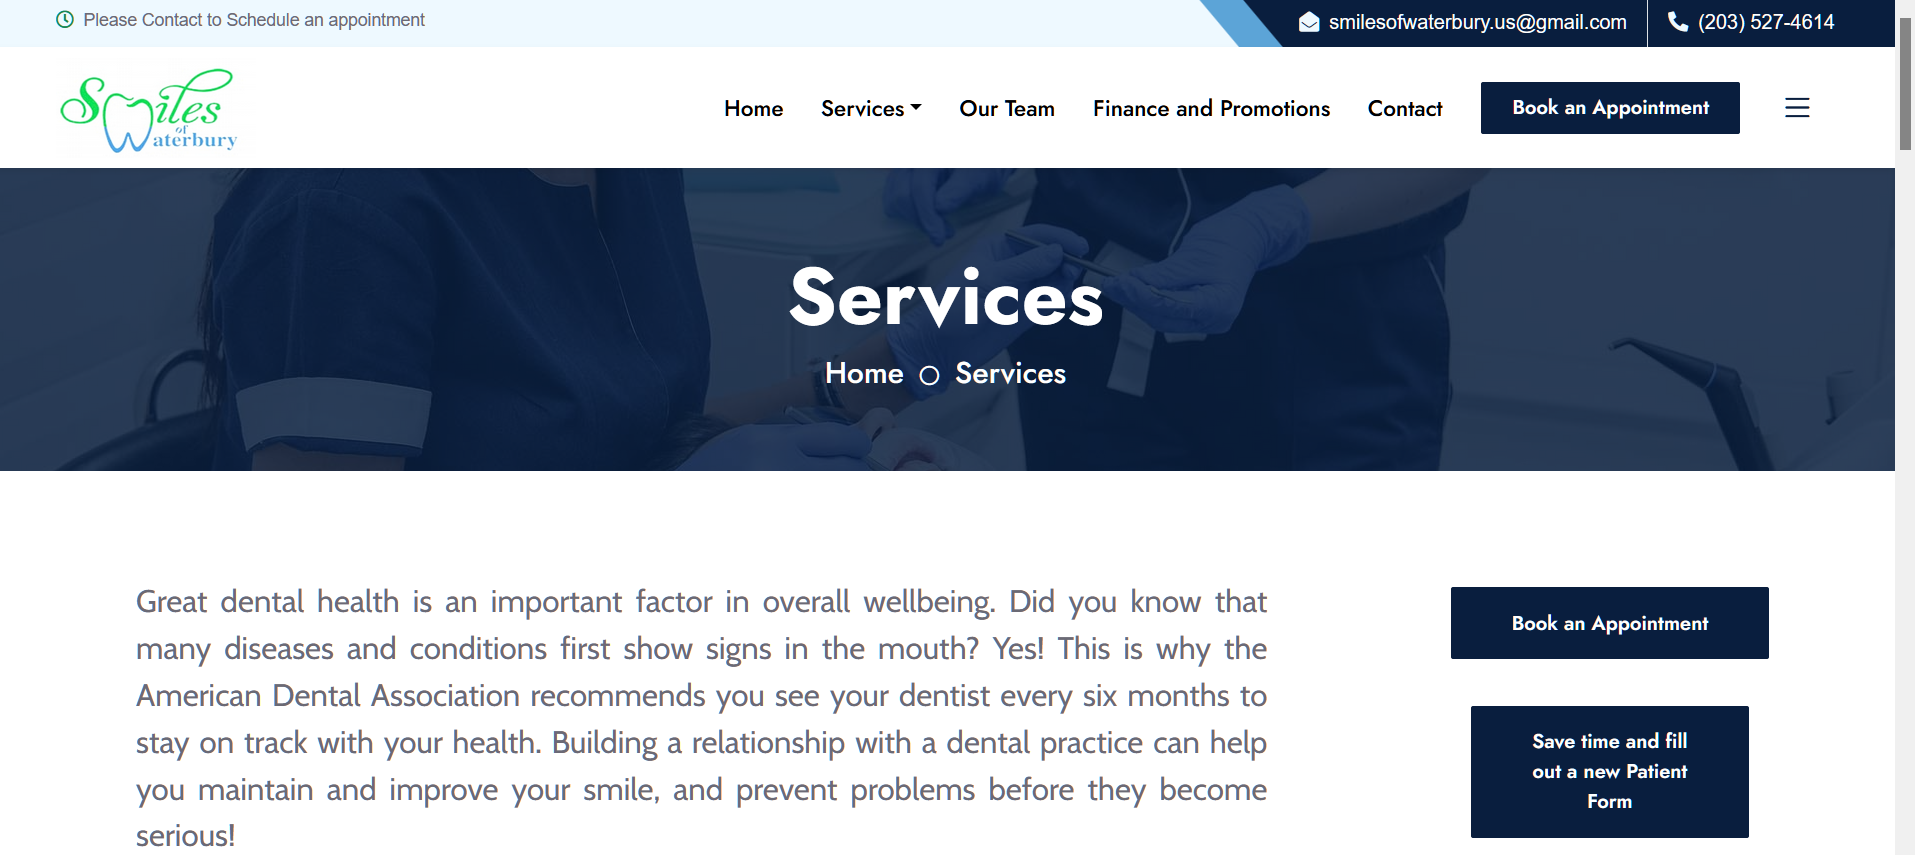 Please Contact to Schedule an appointment
smilesofwaterbury.us@gmail.com
(203) 527-4614
Smiles
of
Waterbury
Home
Services
Our Team
Finance and Promotions
Contact
Book an Appointment
Services
Home
Services
Great dental health is an important factor in overall wellbeing. Did you know that
many diseases and conditions first show signs in the mouth? Yes! This is why the
American Dental Association recommends you see your dentist every six months to
stay on track with your health. Building a relationship with a dental practice can help
you maintain and improve your smile, and prevent problems before they become
serious!
Book an Appointment
Save time and fill
out a new Patient
Form